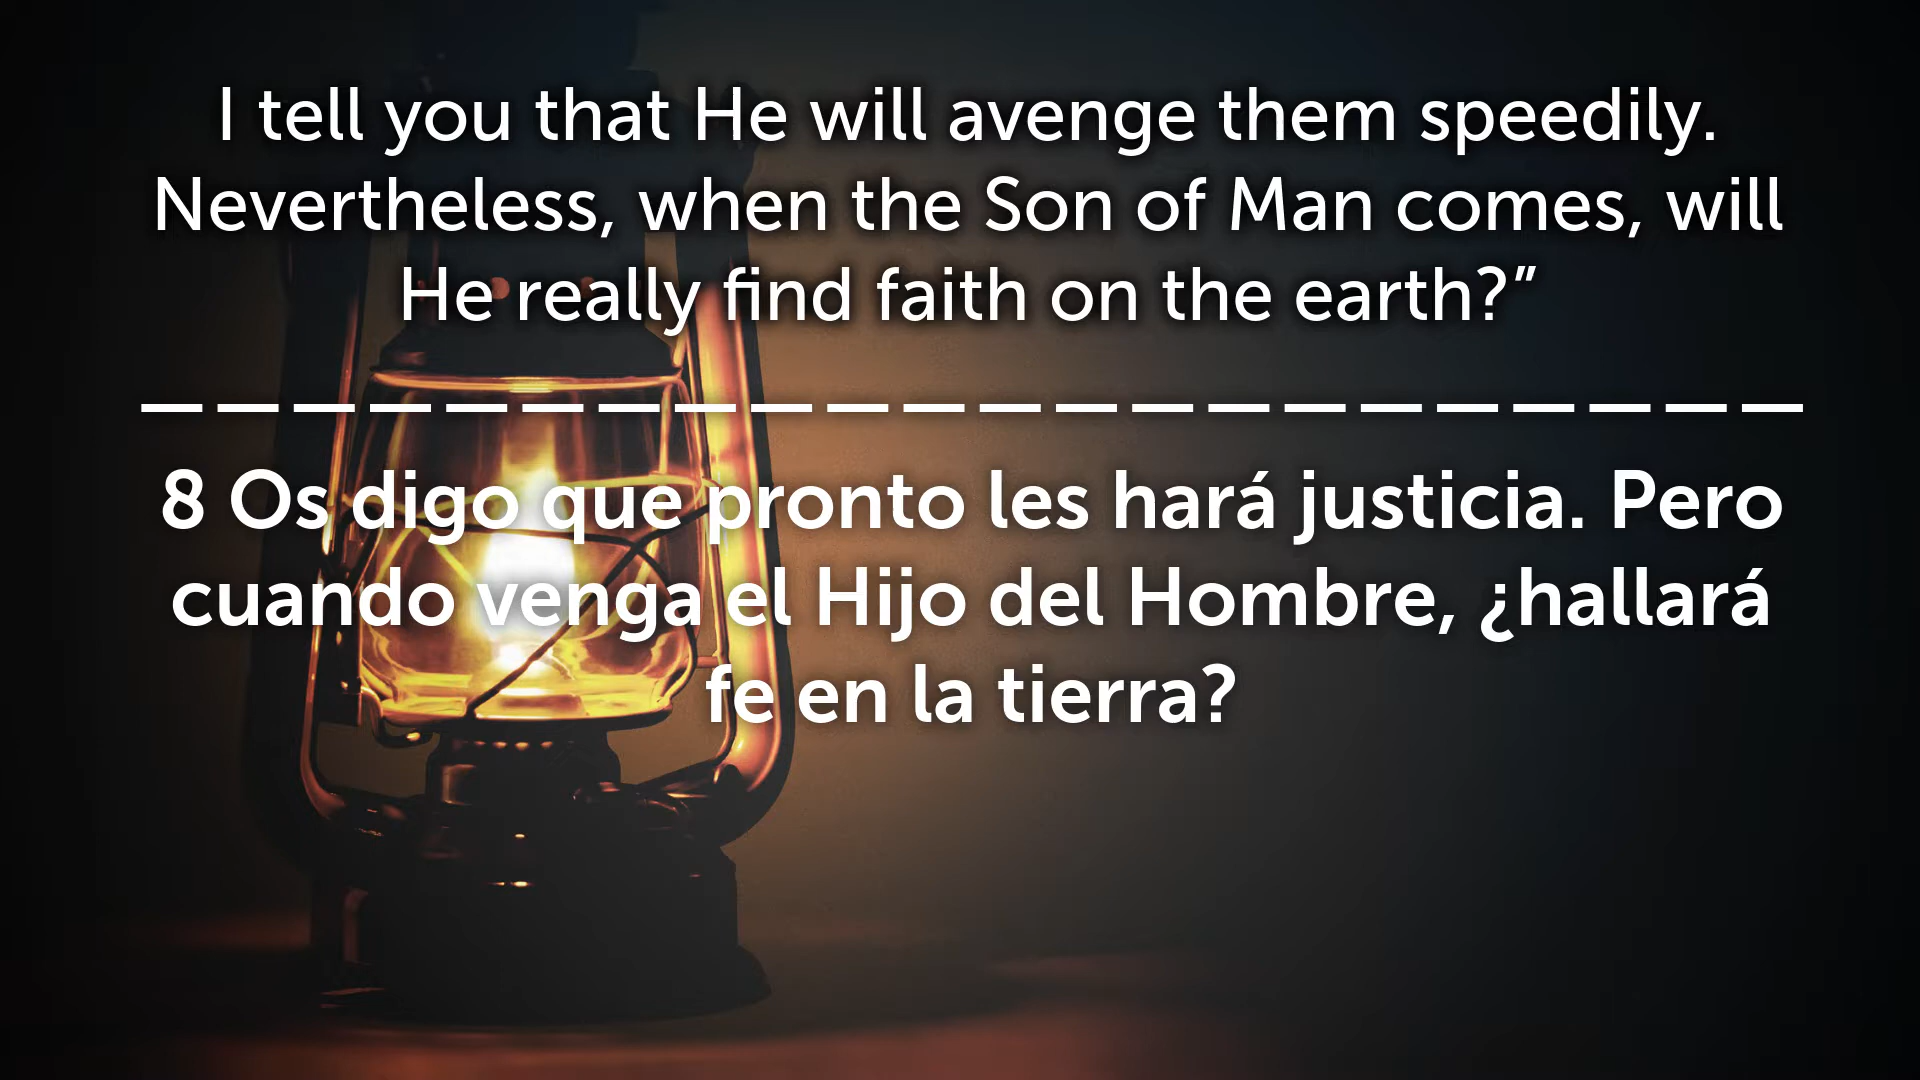 I tell you that He will avenge them speedily.
Nevertheless, when the Son of Man comes, will
He really find faith on the earth?”
______________________
8 Os digo que pronto les hará justicia. Pero
cuando venga el Hijo del Hombre, ¿hallará
fe en la tierra?